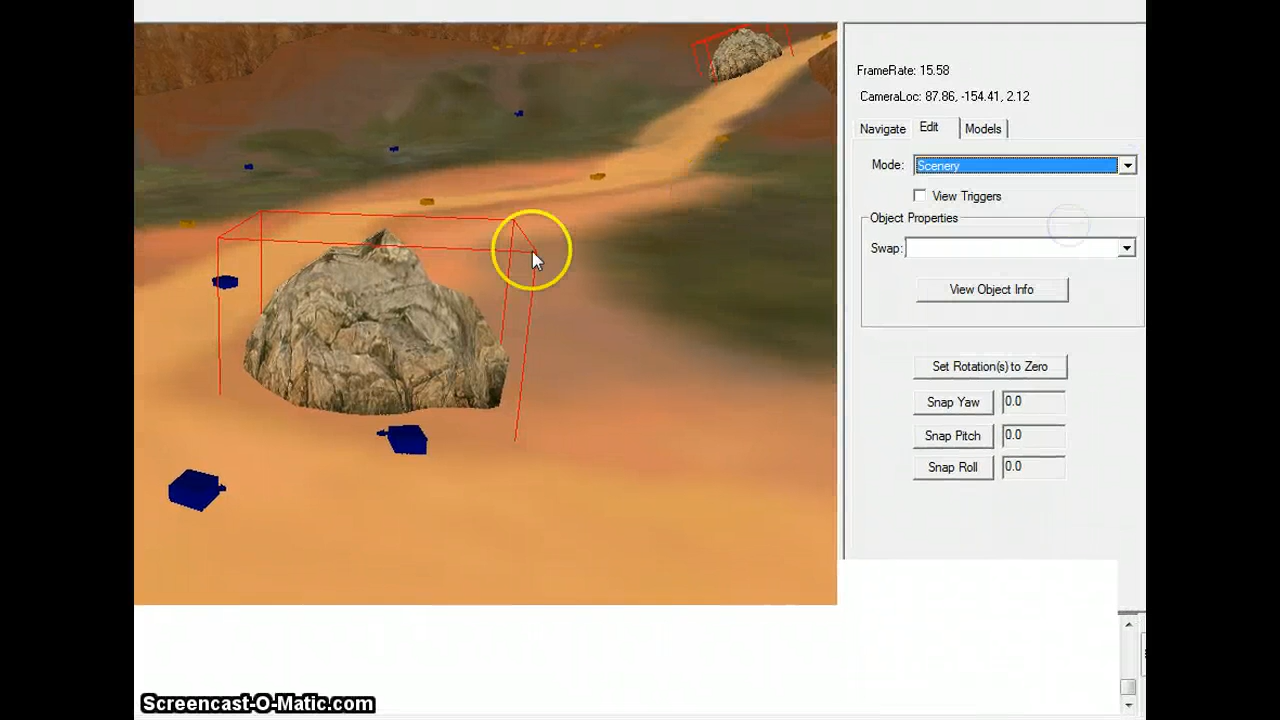 FrameRate: 15.58
CameraLoc: 87.86, -154.41, 2.12
Navigate Edit Models
Mode: Scenery
View Triggers
Object Properties
Swap:
View Object Info
Set Rotation(s) to Zero
Snap Yaw 0.0
Snap Pitch 0.0
Snap Roll 0.0
Screencast-O-Matic.com